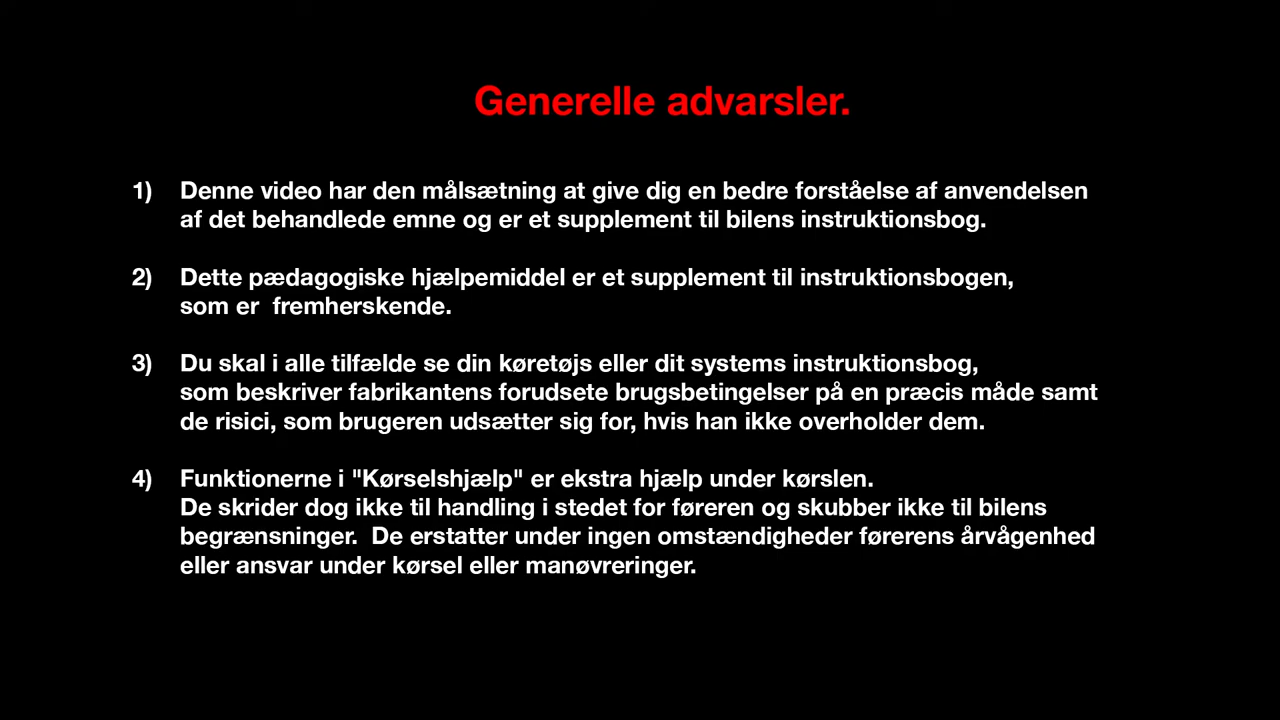 Generelle advarsler.
1) Denne video har den målsætning at give dig en bedre forståelse af anvendelsen
af det behandlede emne og er et supplement til bilens instruktionsbog.
2) Dette pædagogiske hjælpemiddel er et supplement til instruktionsbogen,
som er  fremherskende.
3) Du skal i alle tilfælde se din køretøjs eller dit systems instruktionsbog,
som beskriver fabrikantens forudsete brugsbetingelser på en præcis måde samt
de risici, som brugeren udsætter sig for, hvis han ikke overholder dem.
4) Funktionerne i "Kørselshjælp" er ekstra hjælp under kørslen.
De skrider dog ikke til handling i stedet for føreren og skubber ikke til bilens
begrænsninger.  De erstatter under ingen omstændigheder førerens årvågenhed
eller ansvar under kørsel eller manøvreringer.